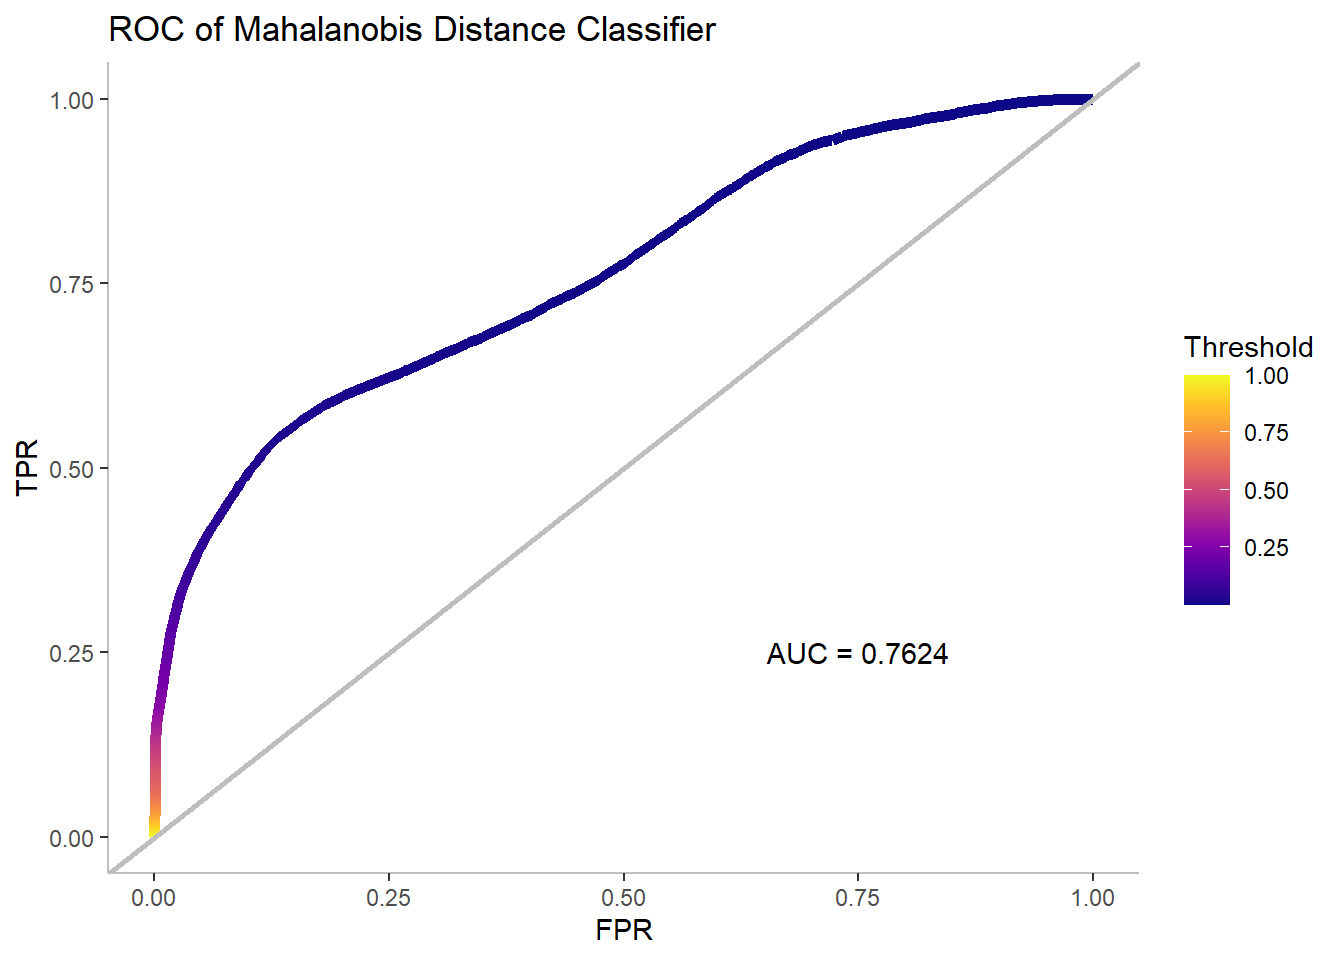 ROC of Mahalanobis Distance Classifier
1.00
0.75
0.50
0.25
0.00
TPR
0.00 0.25 0.50 0.75 1.00
FPR
AUC = 0.7624
Threshold
1.00
0.75
0.50
0.25